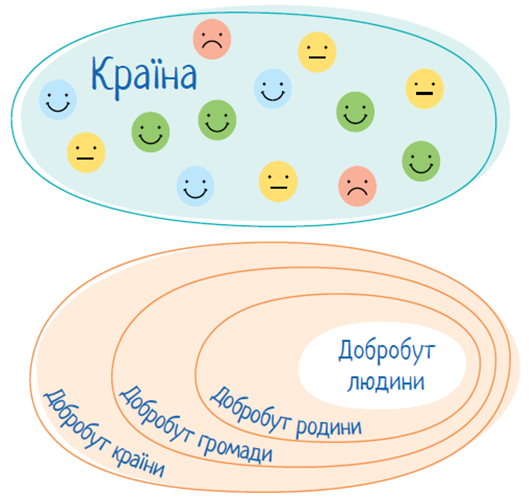 Країна
Добробут
людини
Добробут родини
Добробут громади
Добробут країни